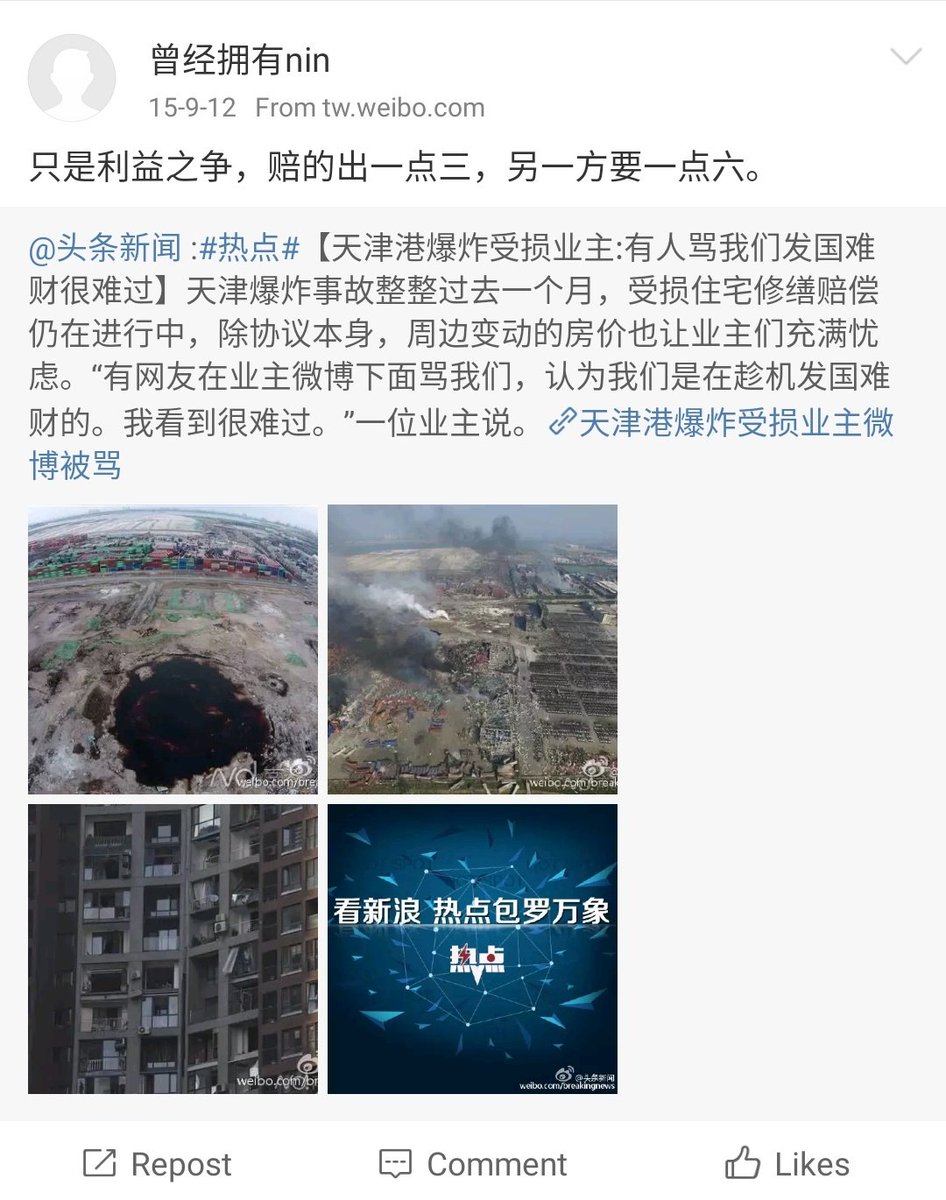 曾经拥有nin
15-9-12 From tw.weibo.com
只是利益之争，赔的出一点三，另一方要一点六。
@头条新闻 :#热点#【天津港爆炸受损业主:有人骂我们发国难
财很难过】天津爆炸事故整整过去一个月，受损住宅修缮赔偿
仍在进行中，除协议本身，周边变动的房价也让业主们充满忧
虑。“有网友在业主微博下面骂我们，认为我们是在趁机发国难
财的。我看到很难过。”一位业主说。 天津港爆炸受损业主微
博被骂
weibo.com/bre
weibo.com/break
weibo.com/br
看新浪 热点包罗万象
热点
@头条新闻
weibo.com/breakingnews
Repost
Comment
Likes